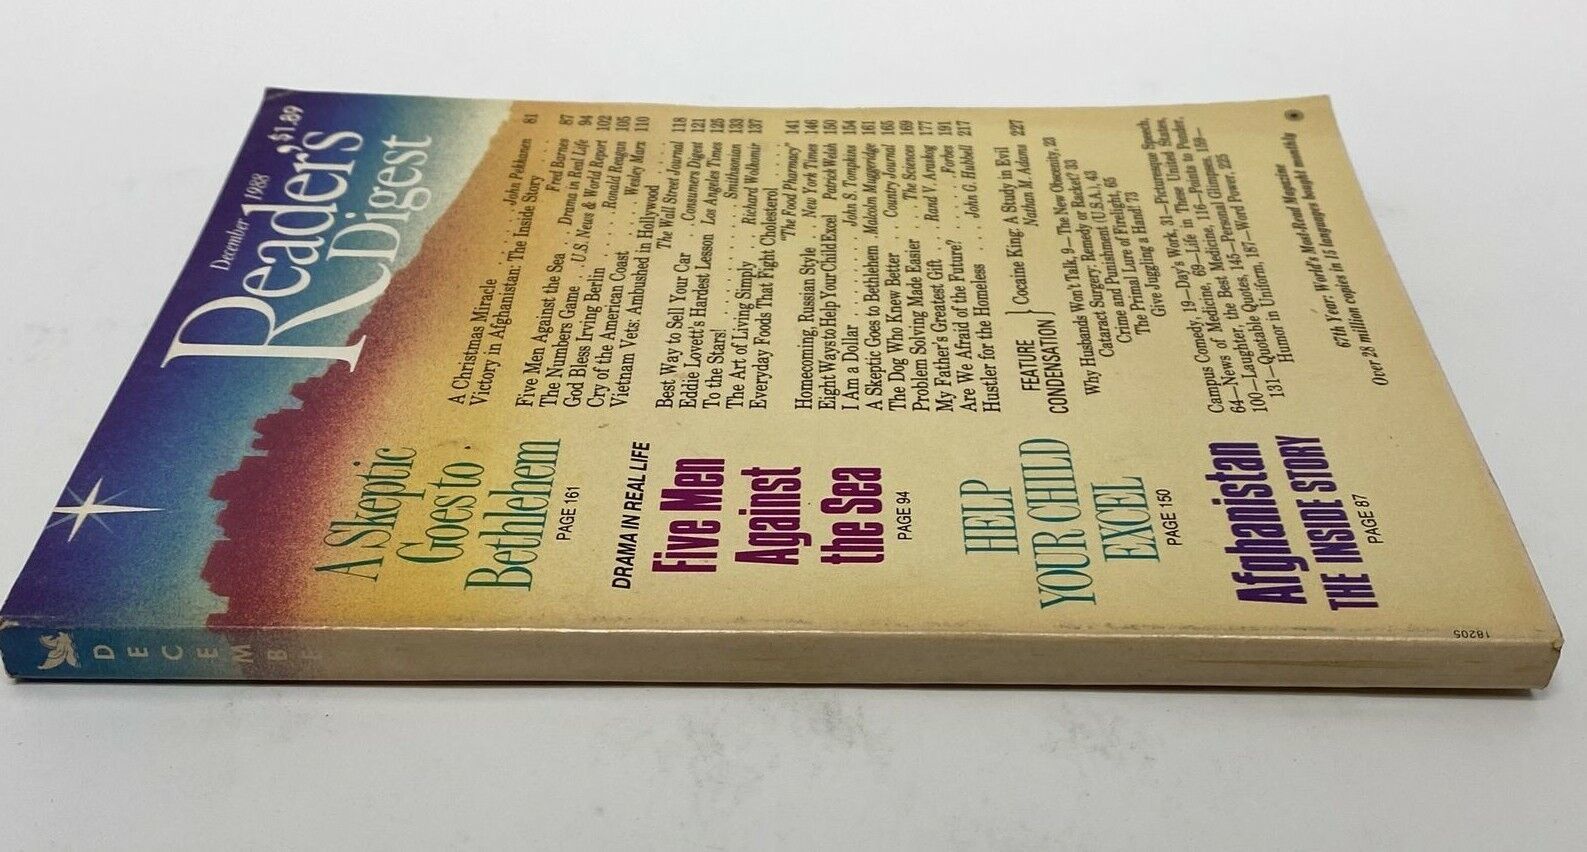 December 1988
$1.89
Reader's
Digest
A Christmas Miracle . . . . . John Pekkanen 81
Victory in Afghanistan: The Inside Story
. . . . . Fred Barnes 87
Five Men Against the Sea . . Drama in Real Life 94
The Numbers Game . . U.S. News & World Report 102
God Bless Irving Berlin . . . . . Ronald Reagan 105
Cry of the American Coast . . . . . Wesley Marx 110
Vietnam Vets: Ambushed in Hollywood
The Wall Street Journal 118
Best Way to Sell Your Car . . . . Consumers Digest 121
Eddie Lovett's Hardest Lesson Los Angeles Times 125
To the Stars! . . . . . Smithsonian 133
The Art of Living Simply . . . . . Richard Wolkomir 137
Everyday Foods That Fight Cholesterol
"The Food Pharmacy" 141
Homecoming, Russian Style . . . New York Times 146
Eight Ways to Help Your Child Excel Patrick Welsh 150
I Am a Dollar . . . . . John S. Tompkins 154
A Skeptic Goes to Bethlehem . Malcolm Muggeridge 161
The Dog Who Knew Better . . . Country Journal 165
Problem Solving Made Easier . . . The Sciences 169
My Father's Greatest Gift . . . 177
Are We Afraid of the Future? . . . . . Forbes 191
Hustler for the Homeless . . . . . John G. Hubbell 217
FEATURE
CONDENSATION } Cocaine King: A Study in Evil
Nathan M. Adams 227
Why Husbands Won't Talk, 9—The New Obscenity, 23
Cataract Surgery: Remedy or Racket? 33
Crime and Punishment (U.S.A.), 43
The Primal Lure of Firelight, 65
Give Juggling a Hand! 73
Campus Comedy, 19—Day's Work, 31—Picturesque Speech,
64—News of Medicine, 69—Life in These United States,
100—Laughter, the Best Medicine, 116—Points to Ponder,
131—Quotable Quotes, 145—Personal Glimpses, 159—
Humor in Uniform, 187—Word Power, 225
67th Year: World's Most-Read Magazine
Over 28 million copies in 15 languages bought monthly
A Skeptic
Goes to
Bethlehem
PAGE 161
DRAMA IN REAL LIFE
Five Men
Against
the Sea
PAGE 94
HELP
YOUR CHILD
EXCEL
PAGE 150
Afghanistan
THE INSIDE STORY
PAGE 87
DECEMBE
18205